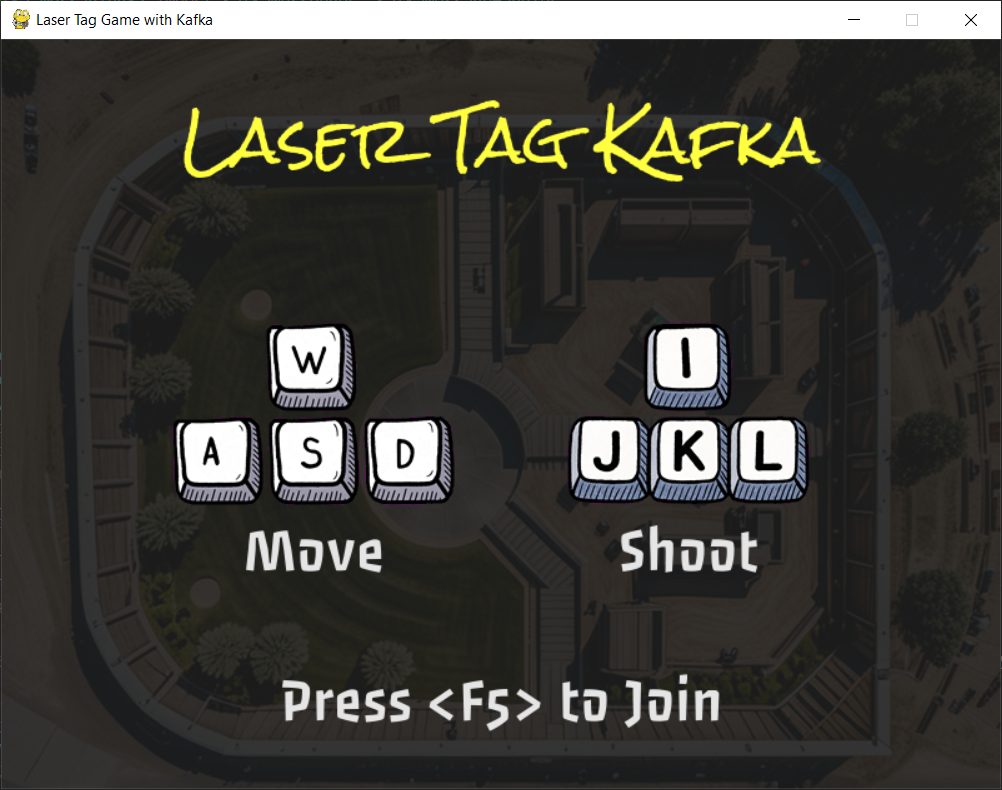 Laser Tag Game with Kafka
LASER TAG KAFKA
W
I
A S D
J K L
Move
Shoot
Press <F5> to Join